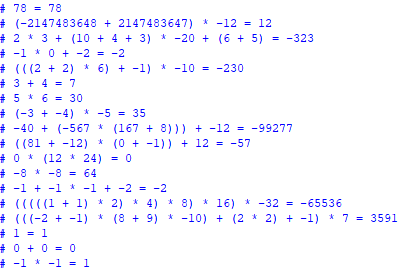 # 78 = 78
# (-2147483648 + 2147483647) * -12 = 12
# 2 * 3 + (10 + 4 + 3) * -20 + (6 + 5) = -323
# -1 * 0 + -2 = -2
# (((2 + 2) * 6) + -1) * -10 = -230
# 3 + 4 = 7
# 5 * 6 = 30
# (-3 + -4) * -5 = 35
# -40 + (-567 * (167 + 8))) + -12 = -99277
# ((81 + -12) * (0 + -1)) + 12 = -57
# 0 * (12 * 24) = 0
# -8 * -8 = 64
# -1 + -1 * -1 + -2 = -2
# (((((1 + 1) * 2) * 4) * 8) * 16) * -32 = -65536
# (((-2 + -1) * (8 + 9) * -10) + (2 * 2) + -1) * 7 = 3591
# 1 = 1
# 0 + 0 = 0
# -1 * -1 = 1